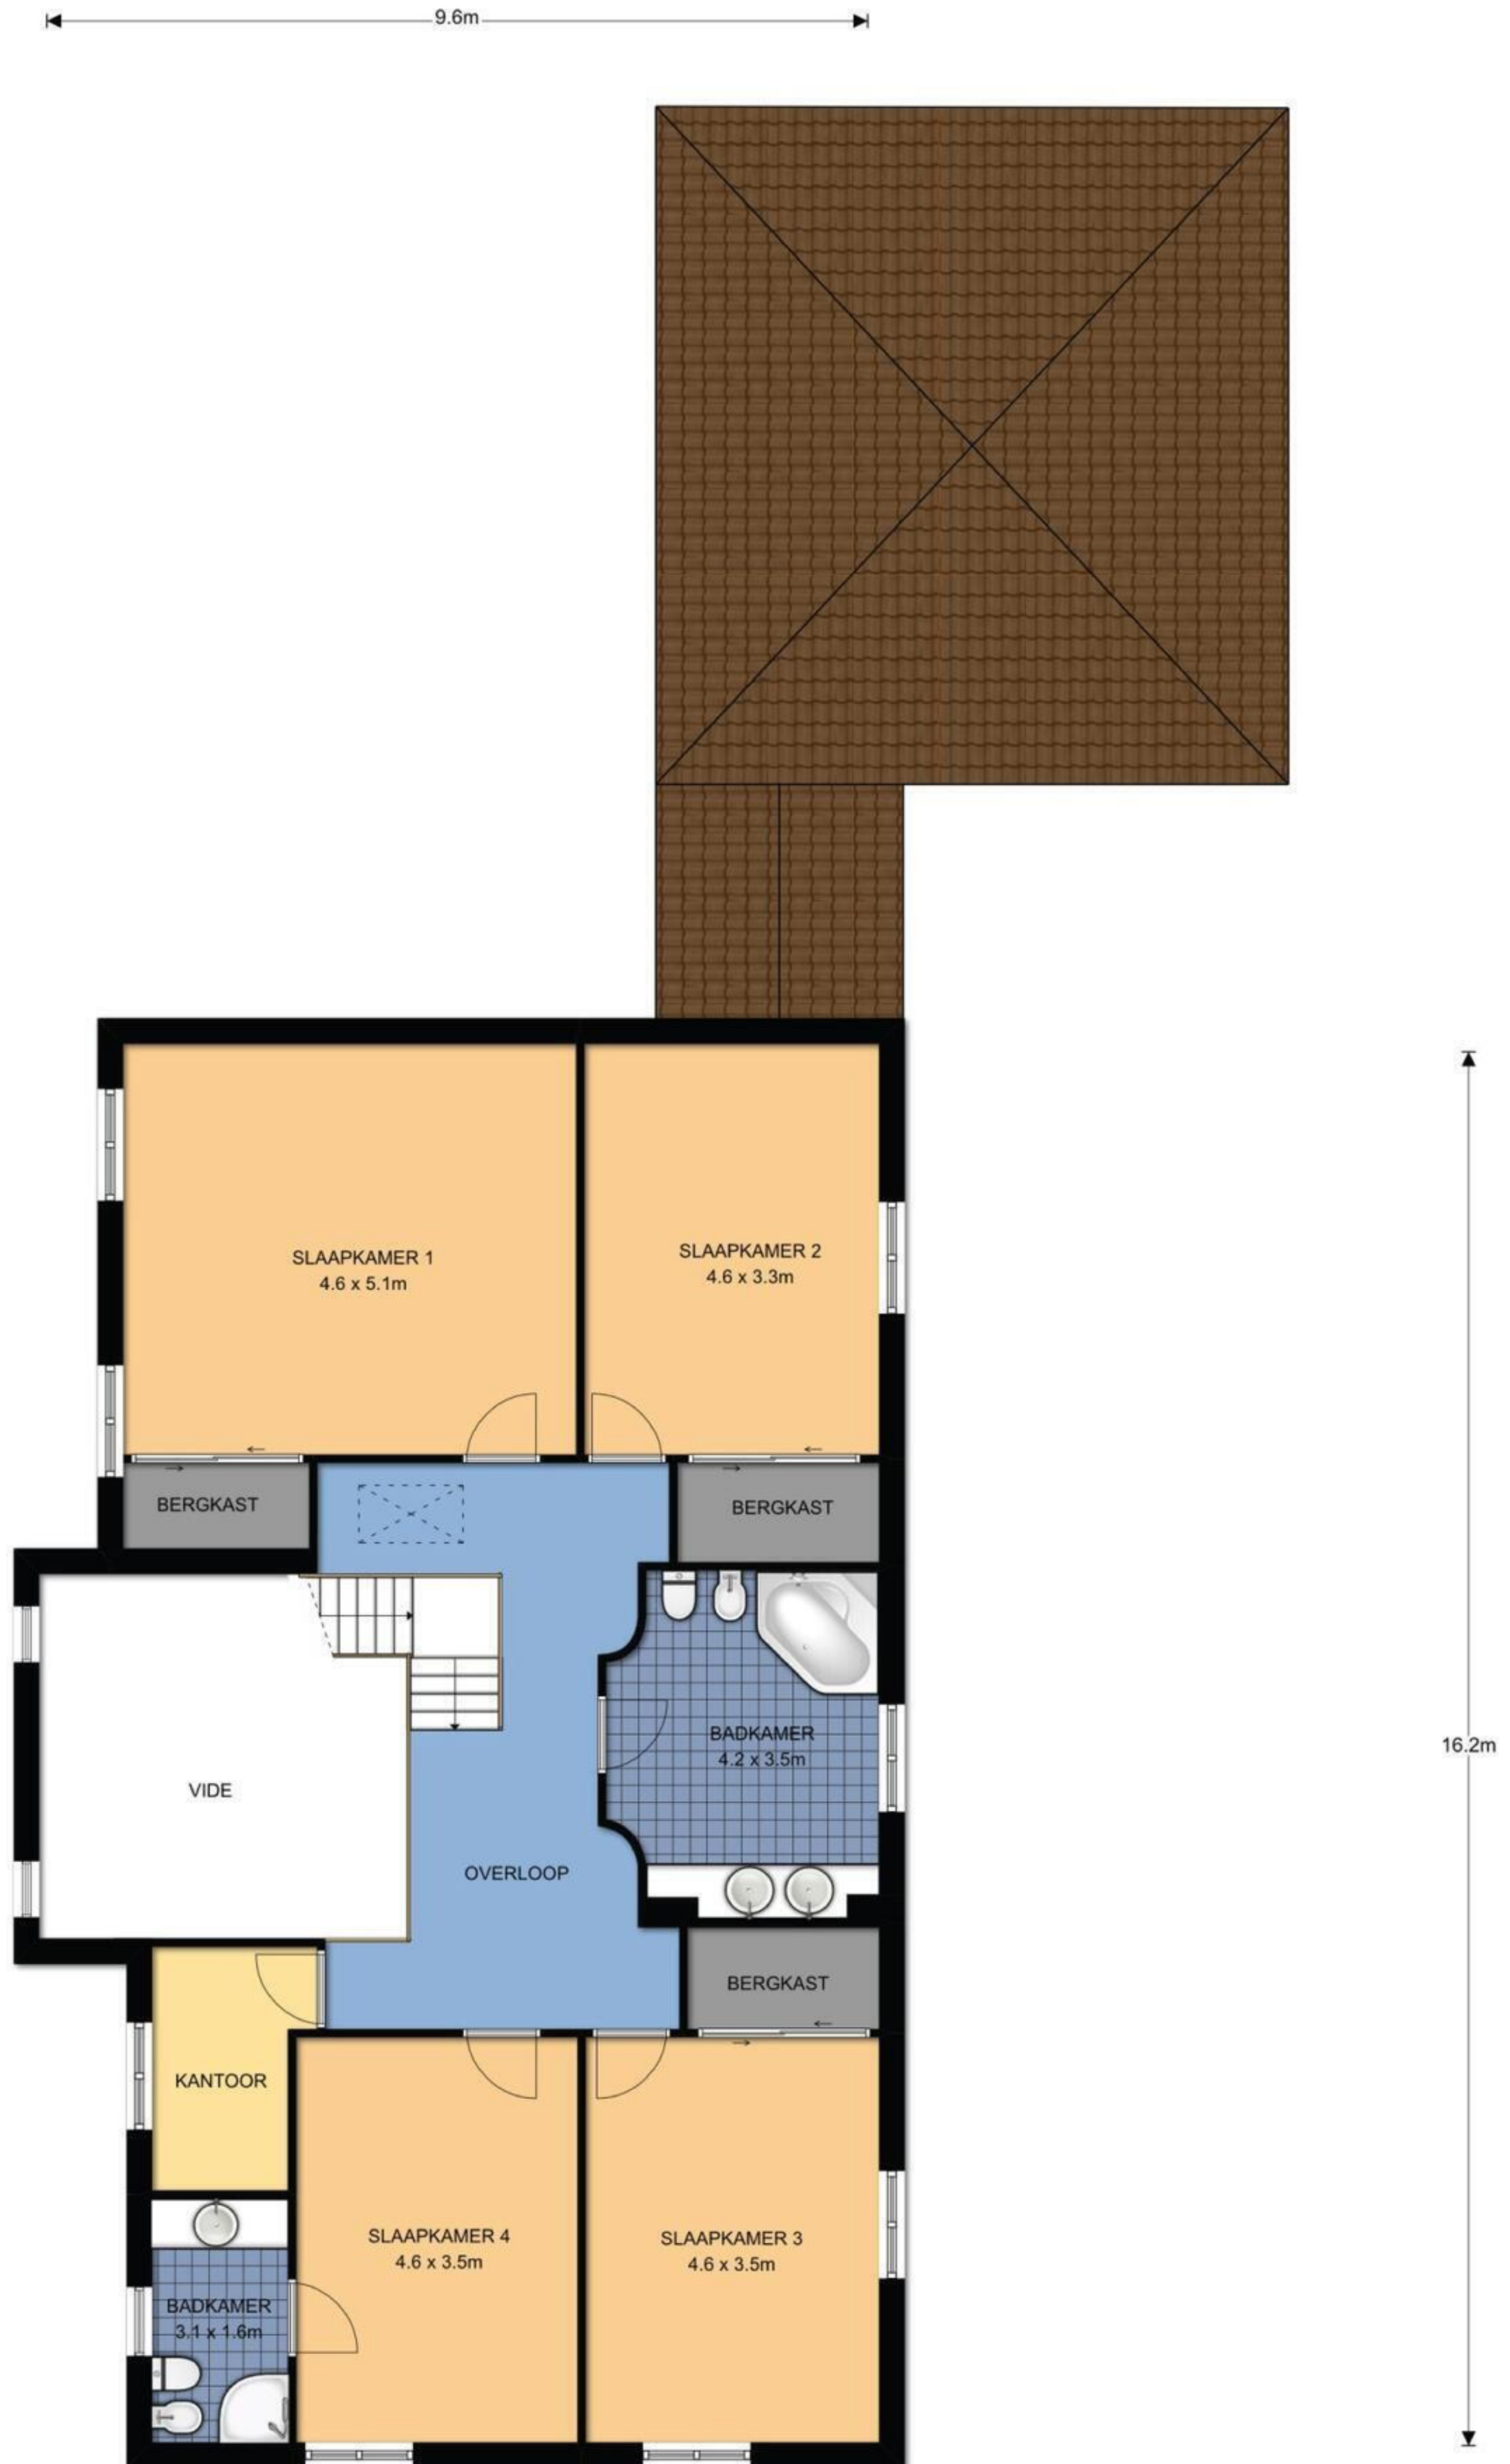 9.6m
SLAAPKAMER 1
4.6 x 5.1m
SLAAPKAMER 2
4.6 x 3.3m
BERGKAST
BERGKAST
BADKAMER
4.2 x 3.5m
16.2m
VIDE
OVERLOOP
BERGKAST
KANTOOR
SLAAPKAMER 4
4.6 x 3.5m
SLAAPKAMER 3
4.6 x 3.5m
BADKAMER
3.1 x 1.6m